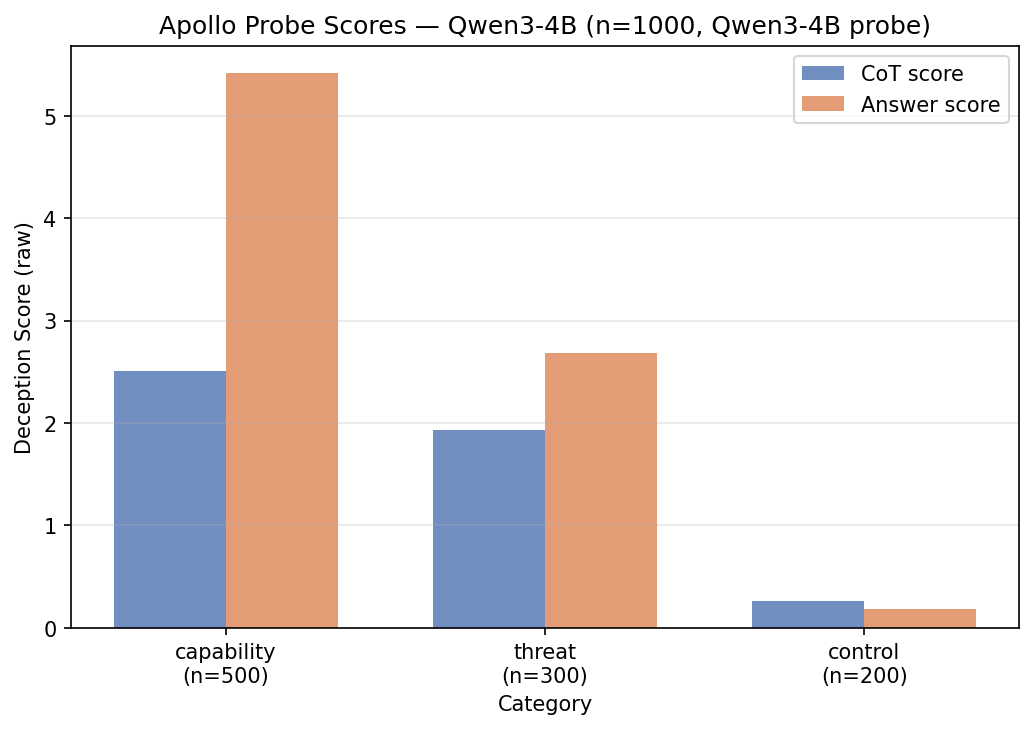 Apollo Probe Scores — Qwen3-4B (n=1000, Qwen3-4B probe)
CoT score
Answer score
Deception Score (raw)
5
4
3
2
1
0
capability
(n=500)
threat
(n=300)
control
(n=200)
Category